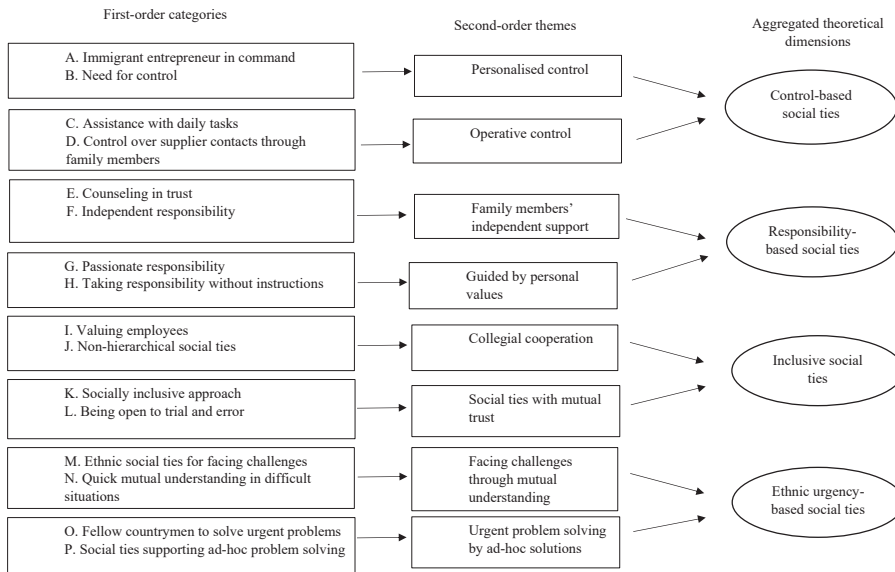 First-order categories
Second-order themes
Aggregated theoretical
dimensions
A. Immigrant entrepreneur in command
B. Need for control
Personalised control
Control-based
social ties
C. Assistance with daily tasks
D. Control over supplier contacts through
family members
Operative control
E. Counseling in trust
F. Independent responsibility
Family members’
independent support
Responsibility-
based social ties
G. Passionate responsibility
H. Taking responsibility without instructions
Guided by personal
values
I. Valuing employees
J. Non-hierarchical social ties
Collegial cooperation
Inclusive social
ties
K. Socially inclusive approach
L. Being open to trial and error
Social ties with mutual
trust
M. Ethnic social ties for facing challenges
N. Quick mutual understanding in difficult
situations
Facing challenges
through mutual
understanding
Ethnic urgency-
based social ties
O. Fellow countrymen to solve urgent problems
P. Social ties supporting ad-hoc problem solving
Urgent problem solving
by ad-hoc solutions